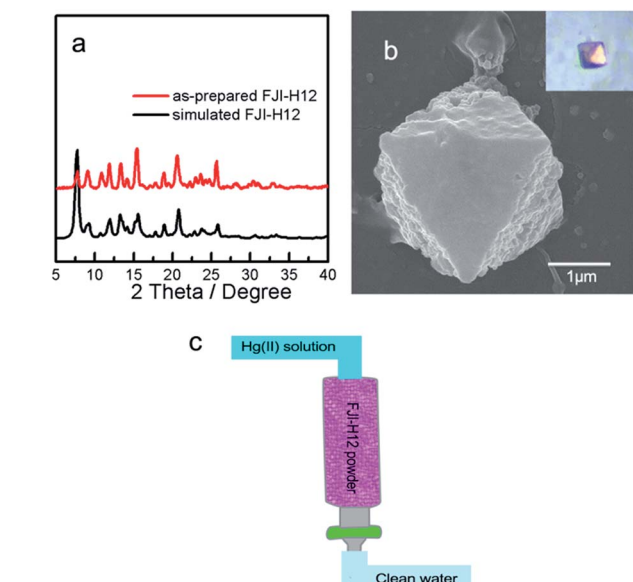 a
as-prepared FJI-H12
simulated FJI-H12
5 10 15 20 25 30 35 40
2 Theta / Degree
b
1μm
c
Hg(II) solution
FJI-H12 powder
Clean water